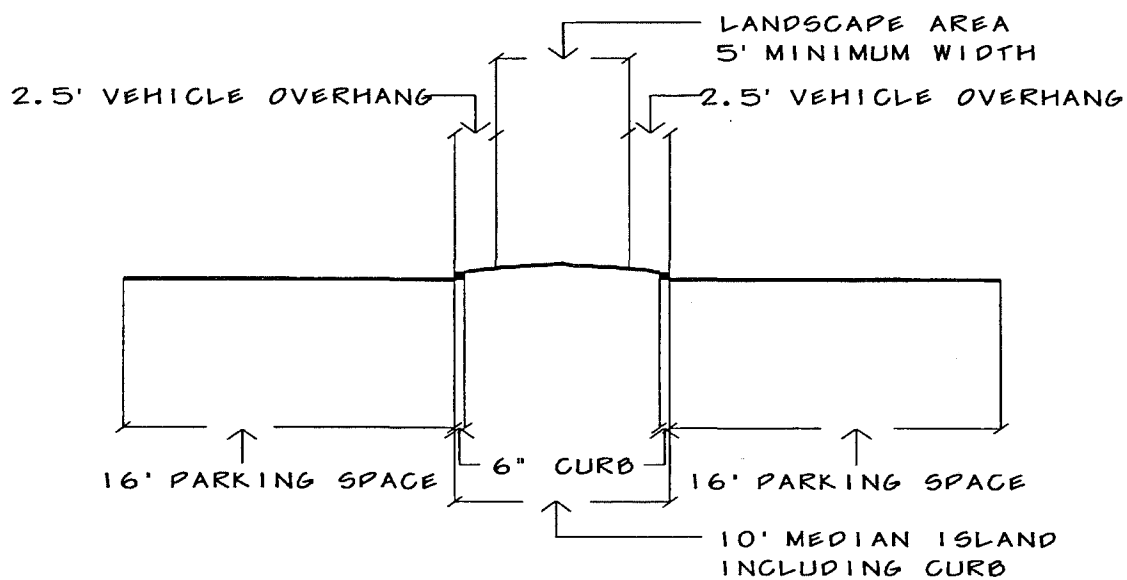 LANDSCAPE AREA
5' MINIMUM WIDTH
2.5' VEHICLE OVERHANG
2.5' VEHICLE OVERHANG
6" CURB
16' PARKING SPACE
16' PARKING SPACE
10' MEDIAN ISLAND
INCLUDING CURB